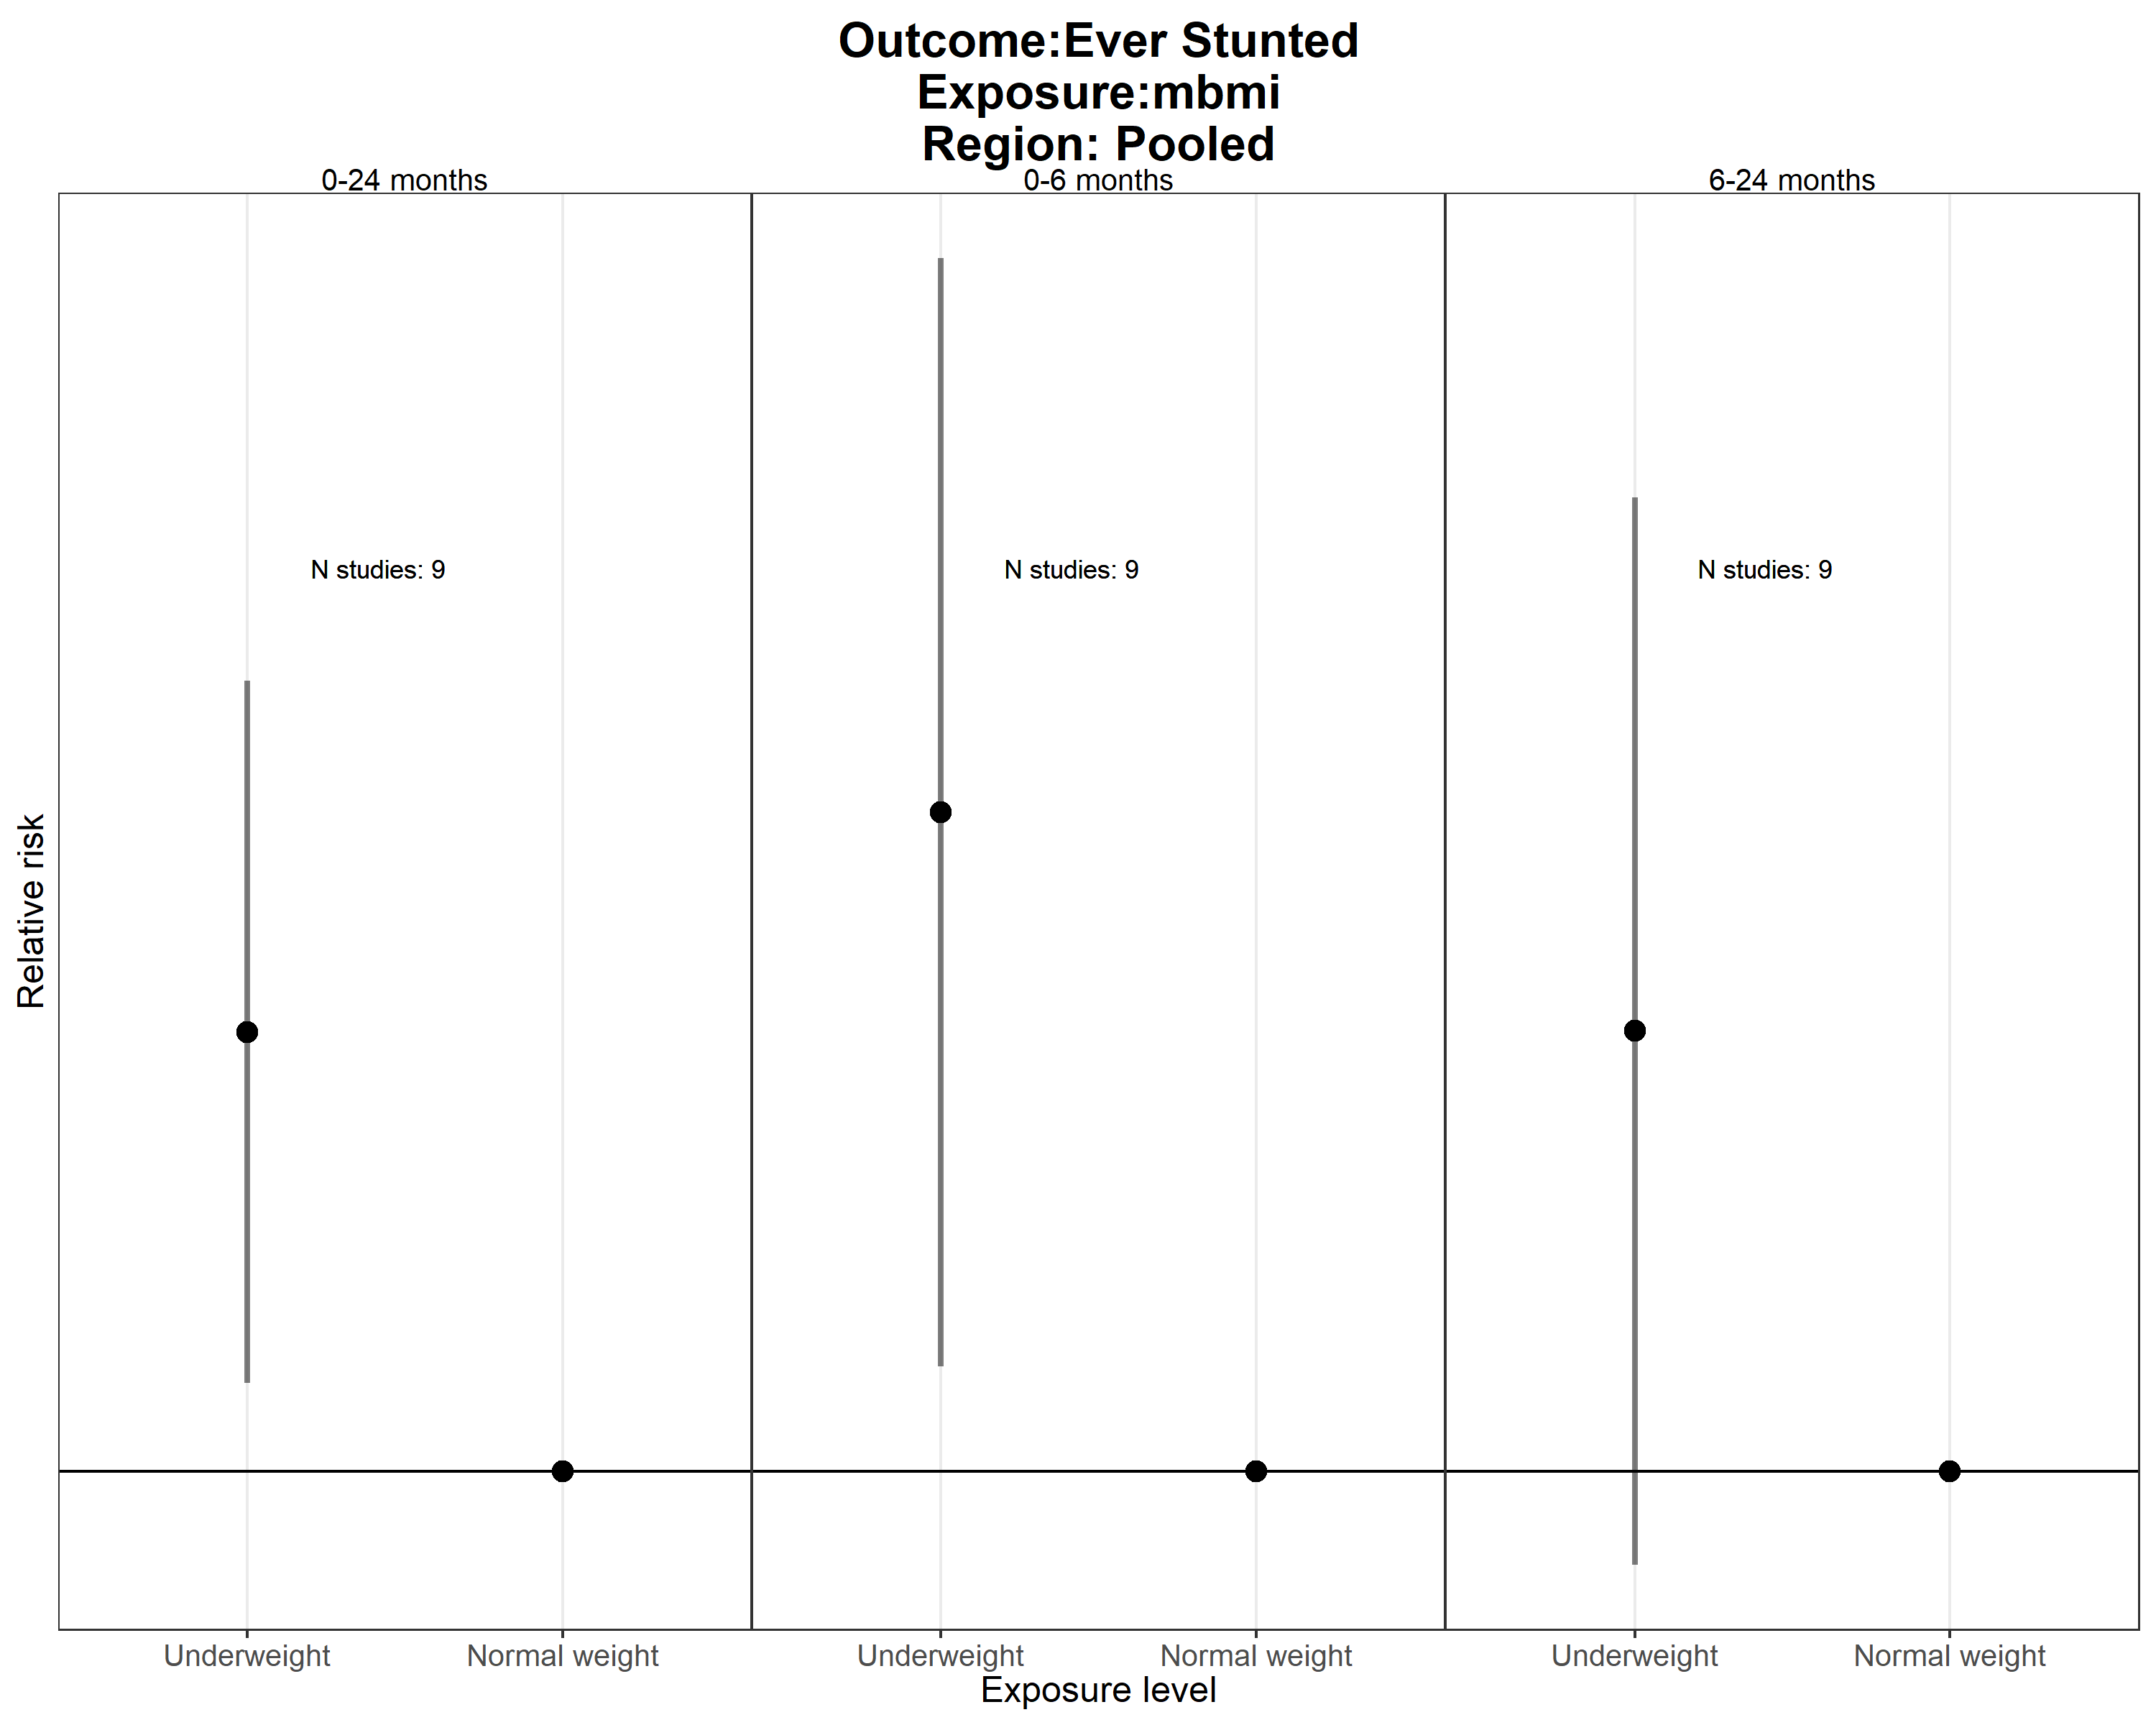 Outcome:Ever Stunted
Exposure:mbmi
Region: Pooled
0-24 months
0-6 months
6-24 months
N studies: 9
N studies: 9
N studies: 9
Relative risk
Underweight
Normal weight
Underweight
Normal weight
Underweight
Normal weight
Exposure level